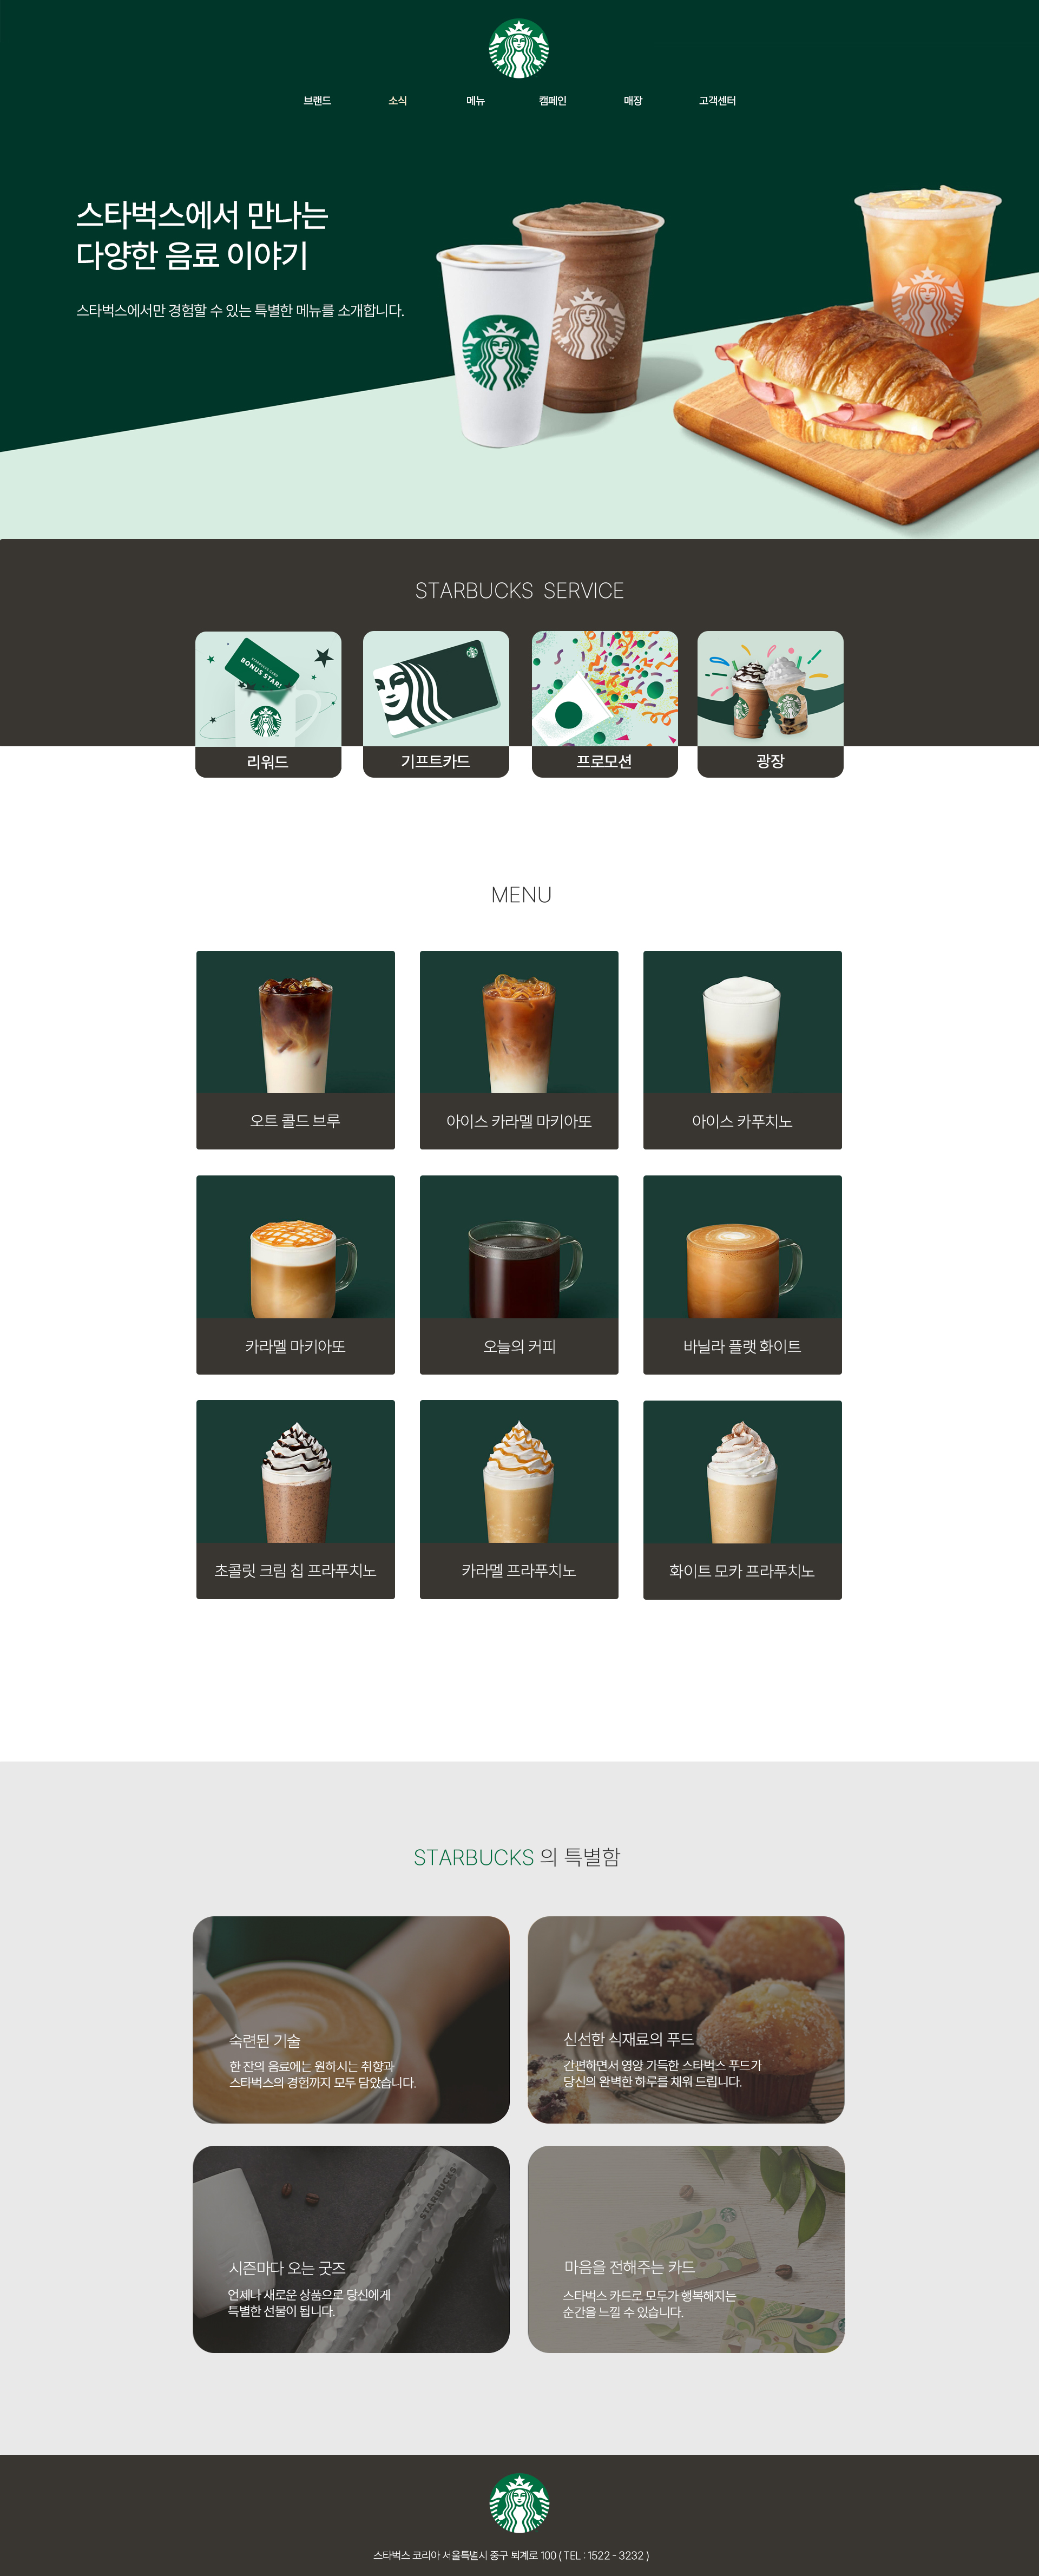 브랜드 소식 메뉴 캠페인 매장 고객센터
스타벅스에서 만나는
다양한 음료 이야기
스타벅스에서만 경험할 수 있는 특별한 메뉴를 소개합니다.
STARBUCKS SERVICE
STARBUCKS CARD
BONUS STAR!
리워드
기프트카드
프로모션
광장
MENU
오트 콜드 브루
아이스 카라멜 마키아또
아이스 카푸치노
카라멜 마키아또
오늘의 커피
바닐라 플랫 화이트
초콜릿 크림 칩 프라푸치노
카라멜 프라푸치노
화이트 모카 프라푸치노
STARBUCKS 의 특별함
숙련된 기술
한 잔의 음료에는 원하시는 취향과
스타벅스의 경험까지 모두 담았습니다.
신선한 식재료의 푸드
간편하면서 영양 가득한 스타벅스 푸드가
당신의 완벽한 하루를 채워 드립니다.
STARBUCKS
시즌마다 오는 굿즈
언제나 새로운 상품으로 당신에게
특별한 선물이 됩니다.
마음을 전해주는 카드
스타벅스 카드로 모두가 행복해지는
순간을 느낄 수 있습니다.
스타벅스 코리아 서울특별시 중구 퇴계로 100 ( TEL : 1522 - 3232 )